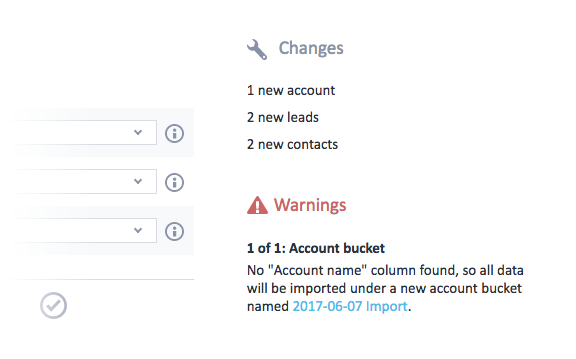 Changes
1 new account
2 new leads
2 new contacts
Warnings
1 of 1: Account bucket
No "Account name" column found, so all data
will be imported under a new account bucket
named 2017-06-07 Import.